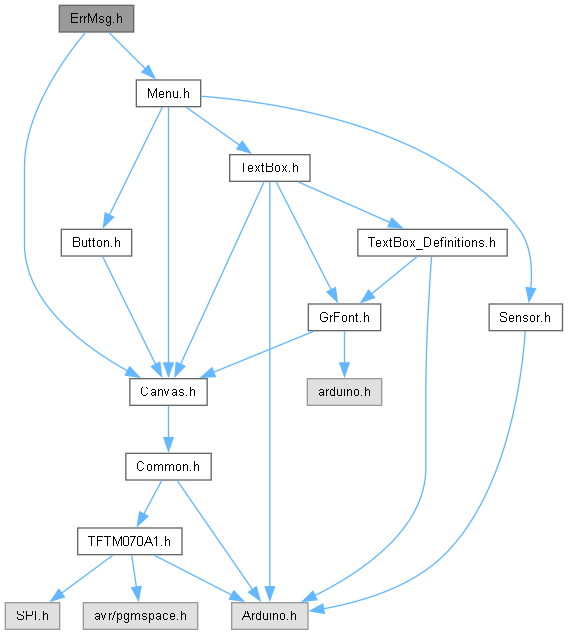 ErrMsg.h
Menu.h
TextBox.h
Button.h
TextBox_Definitions.h
GrFont.h
Sensor.h
Canvas.h
arduino.h
Common.h
TFTM070A1.h
SPI.h
avr/pgmspace.h
Arduino.h